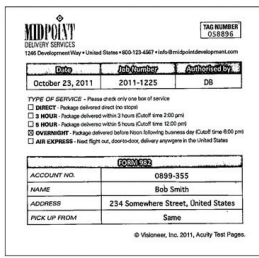 MIDPOINT
DELIVERY SERVICES
TAG NUMBER
058896
1246 Development Way • United States • 800-123-4567 • info@midpointdevelopment.com
Date Job Number Authorised by
October 23, 2011 2011-1225 DB
TYPE OF SERVICE - Please check only one box of service
☐ DIRECT - Package delivered direct (no stops)
☐ 3 HOUR - Package delivered within 3 hours (Cutoff time 2:00 pm)
☐ 5 HOUR - Package delivered within 5 hours (Cutoff time 12:00 pm)
☒ OVERNIGHT - Package delivered before Noon following business day (Cutoff time 6:00 pm)
☐ AIR EXPRESS - Next flight out, door-to-door, delivery anywhere in the United States
FORM 982
ACCOUNT NO. 0899-355
NAME Bob Smith
ADDRESS 234 Somewhere Street, United States
PICK UP FROM Same
© Visioneer, Inc. 2011, Acuity Test Pages.